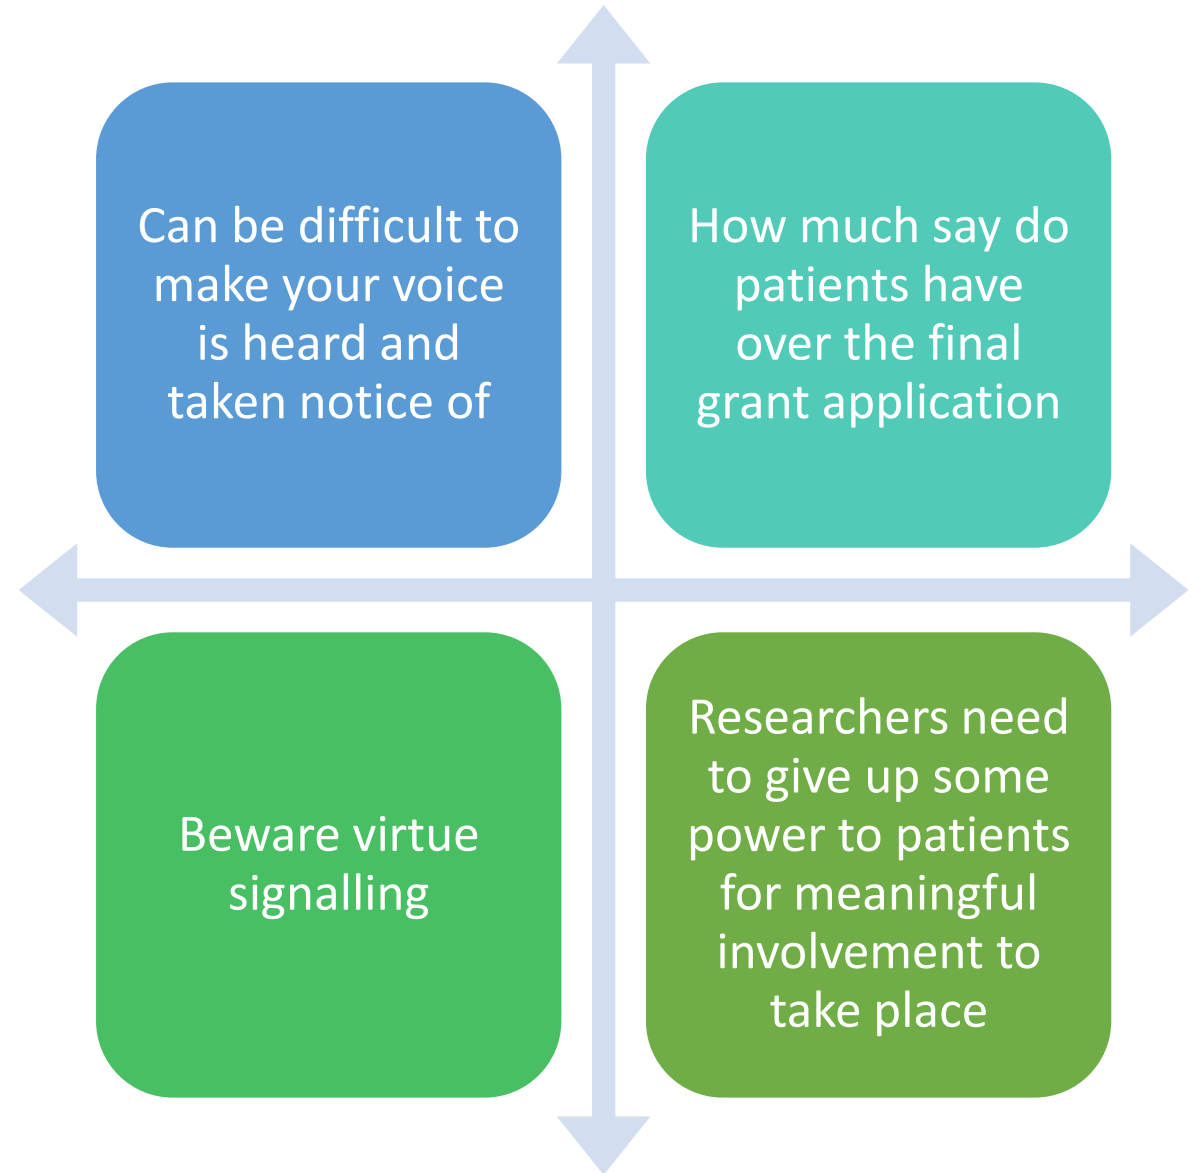 Can be difficult to
make your voice
is heard and
taken notice of
How much say do
patients have
over the final
grant application
Beware virtue
signalling
Researchers need
to give up some
power to patients
for meaningful
involvement to
take place